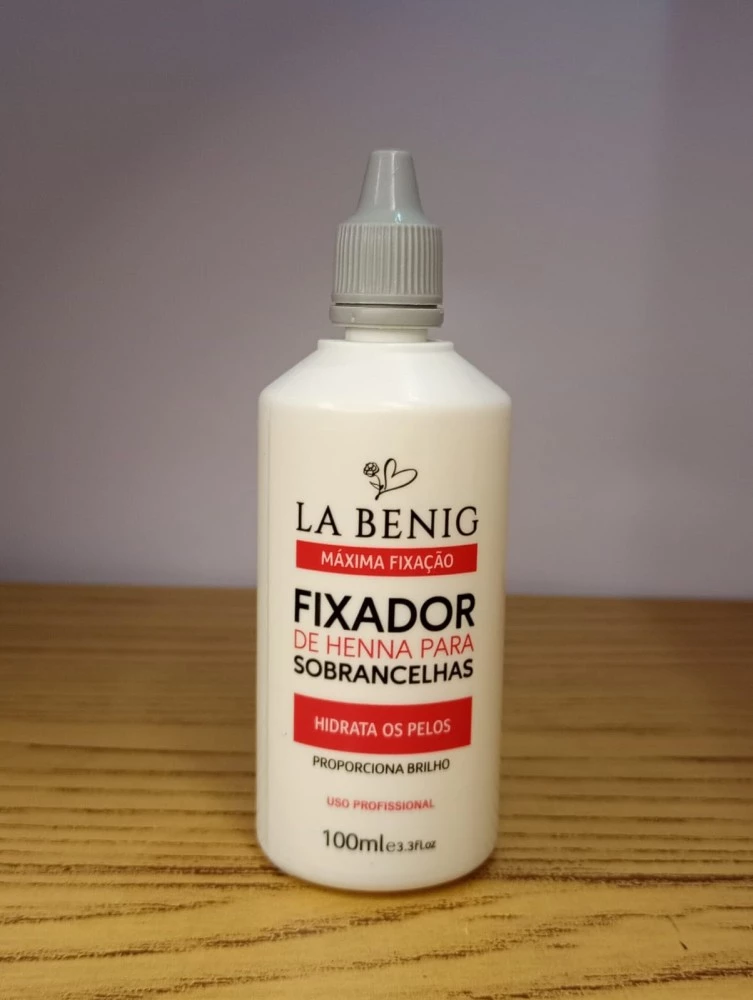 LA BENIG
MÁXIMA FIXAÇÃO
FIXADOR
DE HENNA PARA
SOBRANCELHAS
HIDRATA OS PELOS
PROPORCIONA BRILHO
USO PROFISSIONAL
100ml℮3.3fl.oz